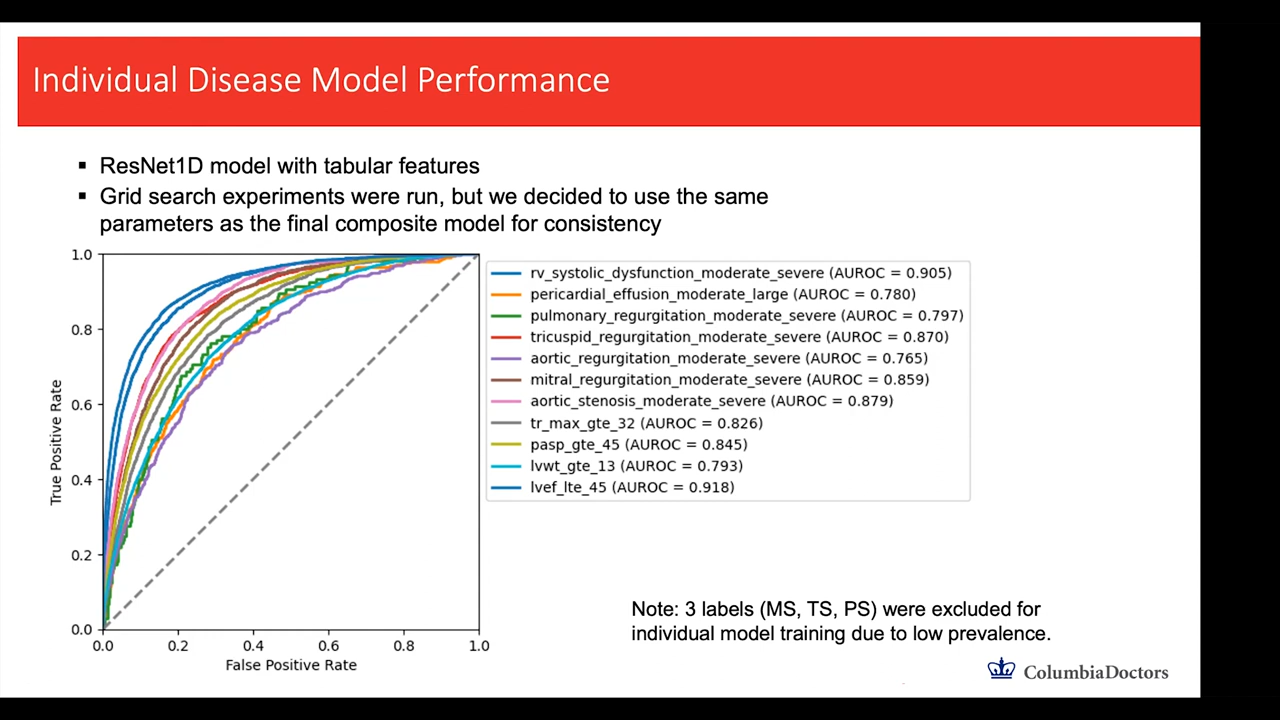 Individual Disease Model Performance
▪ ResNet1D model with tabular features
▪ Grid search experiments were run, but we decided to use the same
parameters as the final composite model for consistency
1.0
0.8
0.6
0.4
0.2
0.0
True Positive Rate
0.0 0.2 0.4 0.6 0.8 1.0
False Positive Rate
rv_systolic_dysfunction_moderate_severe (AUROC = 0.905)
pericardial_effusion_moderate_large (AUROC = 0.780)
pulmonary_regurgitation_moderate_severe (AUROC = 0.797)
tricuspid_regurgitation_moderate_severe (AUROC = 0.870)
aortic_regurgitation_moderate_severe (AUROC = 0.765)
mitral_regurgitation_moderate_severe (AUROC = 0.859)
aortic_stenosis_moderate_severe (AUROC = 0.879)
tr_max_gte_32 (AUROC = 0.826)
pasp_gte_45 (AUROC = 0.845)
lvwt_gte_13 (AUROC = 0.793)
lvef_lte_45 (AUROC = 0.918)
Note: 3 labels (MS, TS, PS) were excluded for
individual model training due to low prevalence.
ColumbiaDoctors